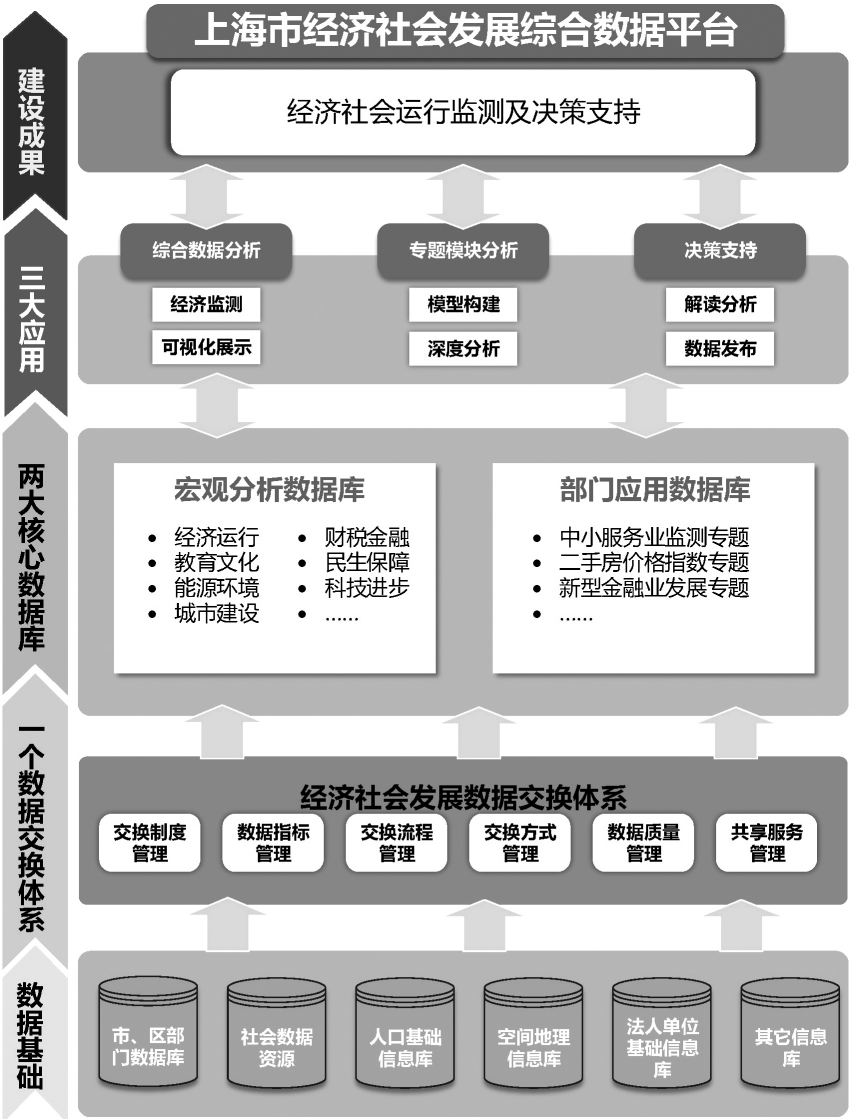 上海市经济社会发展综合数据平台
建设成果
经济社会运行监测及决策支持
三大应用
综合数据分析
经济监测
可视化展示
专题模块分析
模型构建
深度分析
决策支持
解读分析
数据发布
两大核心数据库
宏观分析数据库
• 经济运行
• 教育文化
• 能源环境
• 城市建设
• 财税金融
• 民生保障
• 科技进步
• ……
部门应用数据库
• 中小服务业监测专题
• 二手房价格指数专题
• 新型金融业发展专题
• ……
一个数据交换体系
经济社会发展数据交换体系
交换制度
管理
数据指标
管理
交换流程
管理
交换方式
管理
数据质量
管理
共享服务
管理
数据基础
市、区部
门数据库
社会数据
资源
人口基础
信息库
空间地理
信息库
法人单位
基础信息
库
其它信息
库